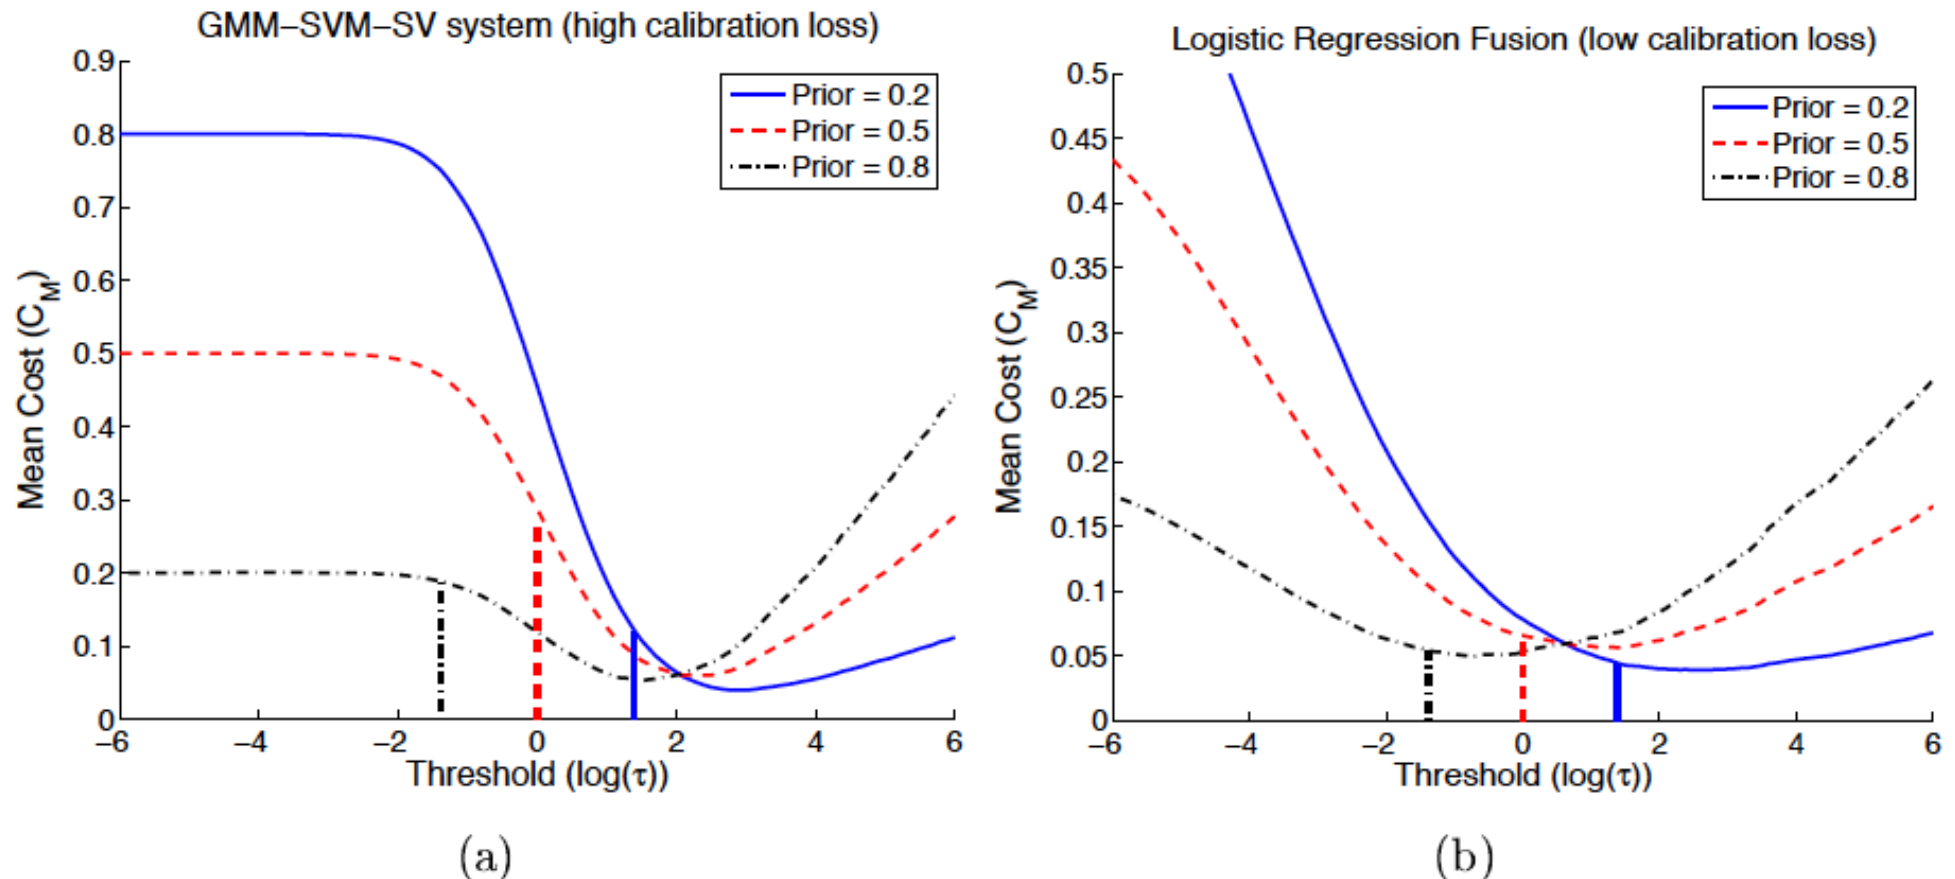 GMM−SVM−SV system (high calibration loss)
Mean Cost (C_M)
0.9
0.8
0.7
0.6
0.5
0.4
0.3
0.2
0.1
0
Prior = 0.2
Prior = 0.5
Prior = 0.8
−6 −4 −2 0 2 4 6
Threshold (log(τ))
(a)
Logistic Regression Fusion (low calibration loss)
Mean Cost (C_M)
0.5
0.45
0.4
0.35
0.3
0.25
0.2
0.15
0.1
0.05
0
Prior = 0.2
Prior = 0.5
Prior = 0.8
−6 −4 −2 0 2 4 6
Threshold (log(τ))
(b)